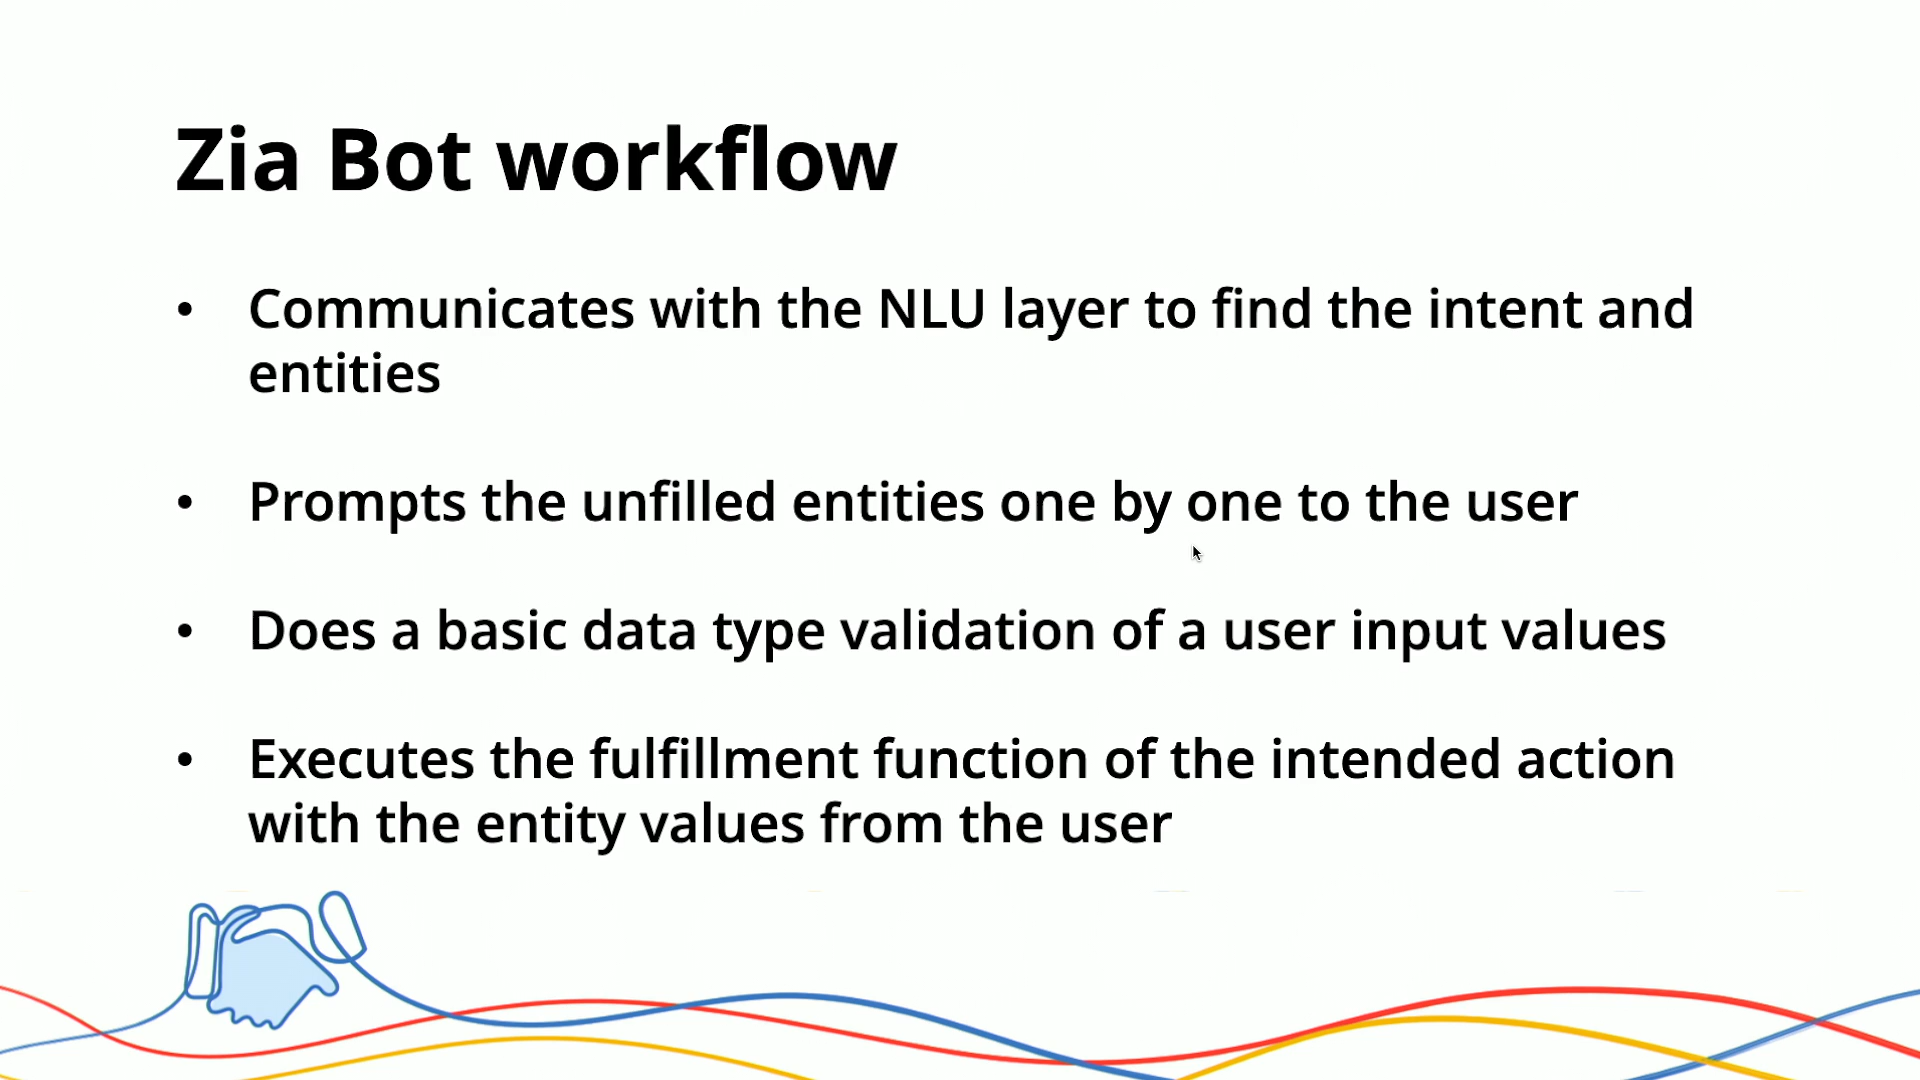 Zia Bot workflow
• Communicates with the NLU layer to find the intent and
entities
• Prompts the unfilled entities one by one to the user
• Does a basic data type validation of a user input values
• Executes the fulfillment function of the intended action
with the entity values from the user